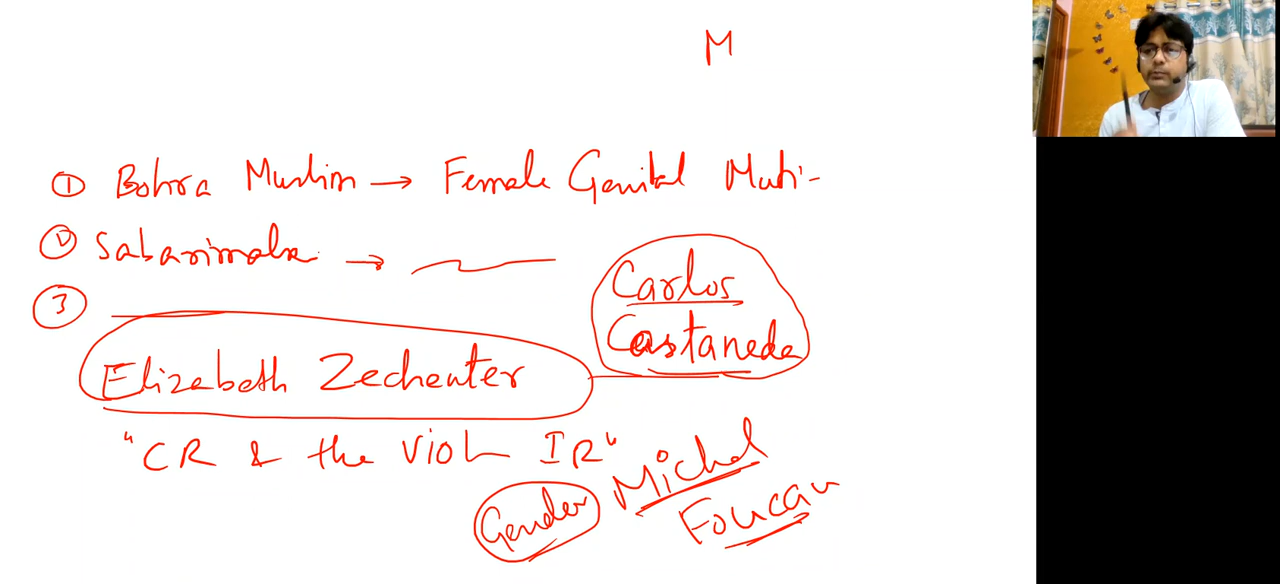 M
① Bohra Muslim → Female Genital Muti-
② Sabarimala →
③
Carlos
Castaneda
Elizabeth Zechenter
"CR & the Viol IR"
Gender
Michel
Foucau